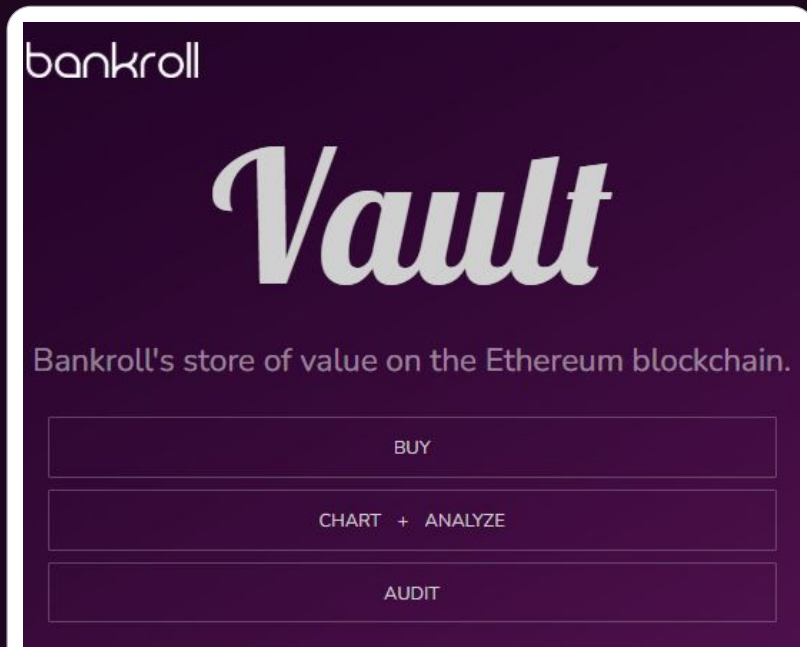 bankroll
Vault
Bankroll's store of value on the Ethereum blockchain.
BUY
CHART + ANALYZE
AUDIT